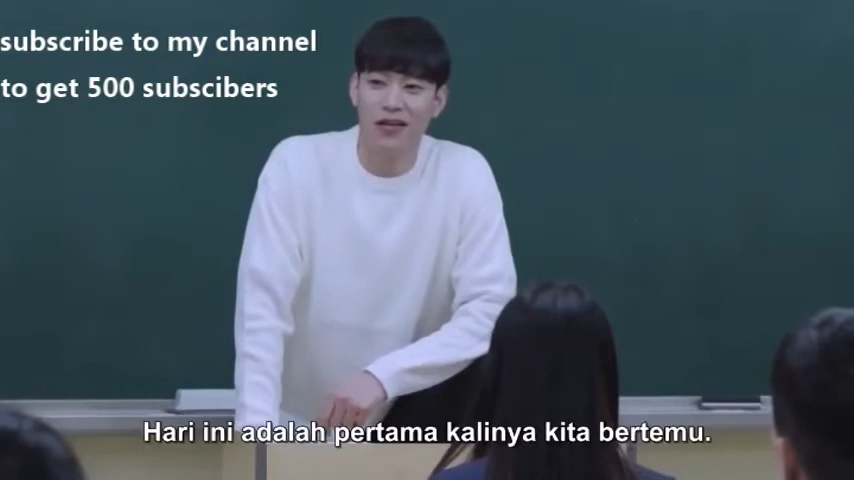 subscribe to my channel
to get 500 subscibers
Hari ini adalah pertama kalinya kita bertemu.